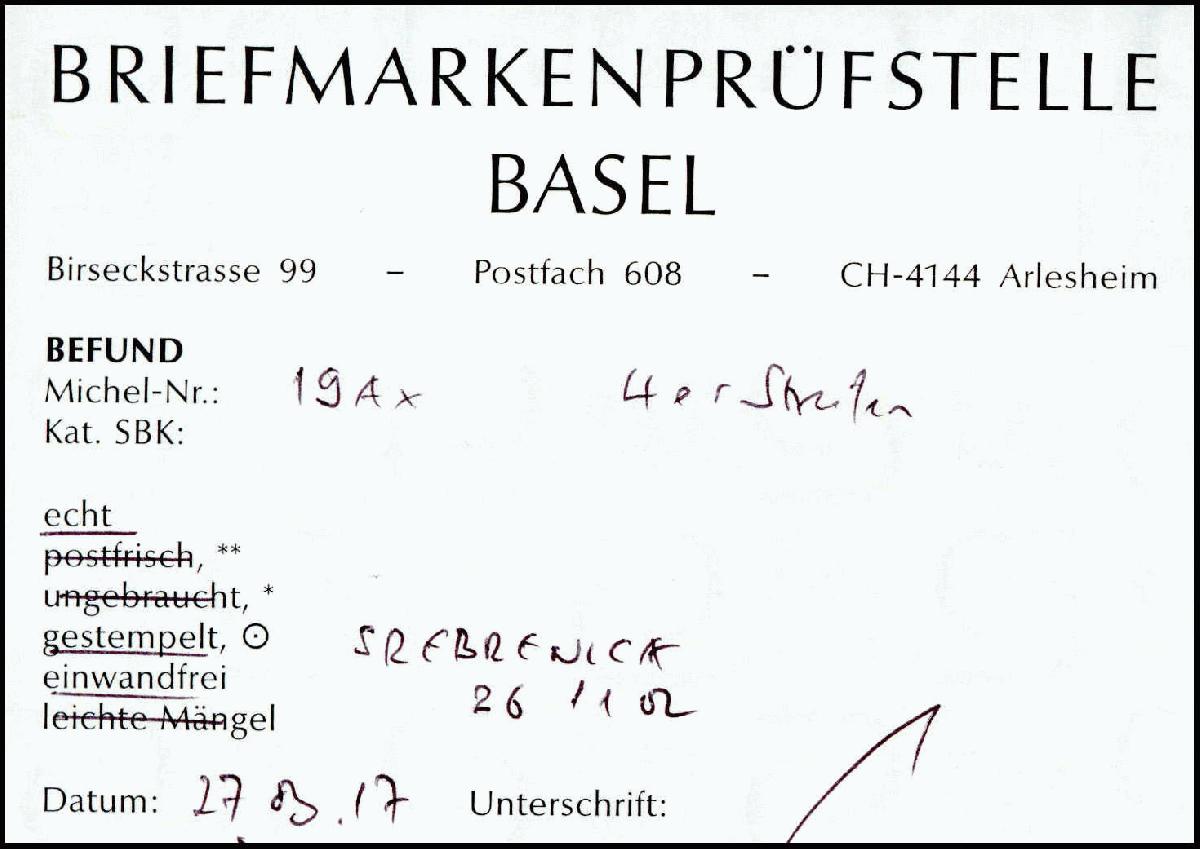 BRIEFMARKENPRÜFSTELLE
BASEL
Birseckstrasse 99 – Postfach 608 – CH-4144 Arlesheim
BEFUND
Michel-Nr.: 19Ax 4er Streifen
Kat. SBK:
echt
postfrisch, **
ungebraucht, *
gestempelt, ⊙ SREBRENICA
einwandfrei 26 11 02
leichte Mängel
Datum: 27 03.17 Unterschrift: